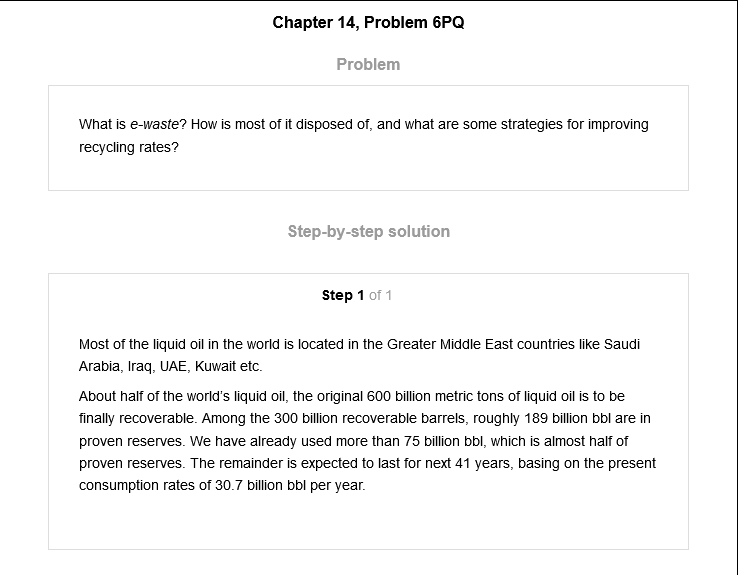 Chapter 14, Problem 6PQ
Problem
What is e-waste? How is most of it disposed of, and what are some strategies for improving
recycling rates?
Step-by-step solution
Step 1 of 1
Most of the liquid oil in the world is located in the Greater Middle East countries like Saudi
Arabia, Iraq, UAE, Kuwait etc.
About half of the world's liquid oil, the original 600 billion metric tons of liquid oil is to be
finally recoverable. Among the 300 billion recoverable barrels, roughly 189 billion bbl are in
proven reserves. We have already used more than 75 billion bbl, which is almost half of
proven reserves. The remainder is expected to last for next 41 years, basing on the present
consumption rates of 30.7 billion bbl per year.